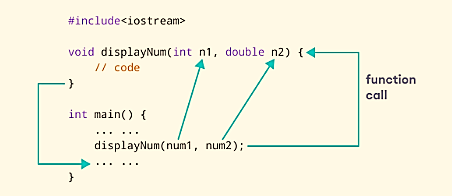 #include<iostream>
void displayNum(int n1, double n2) {
// code
}
function
call
int main() {
... ...
displayNum(num1, num2);
... ...
}